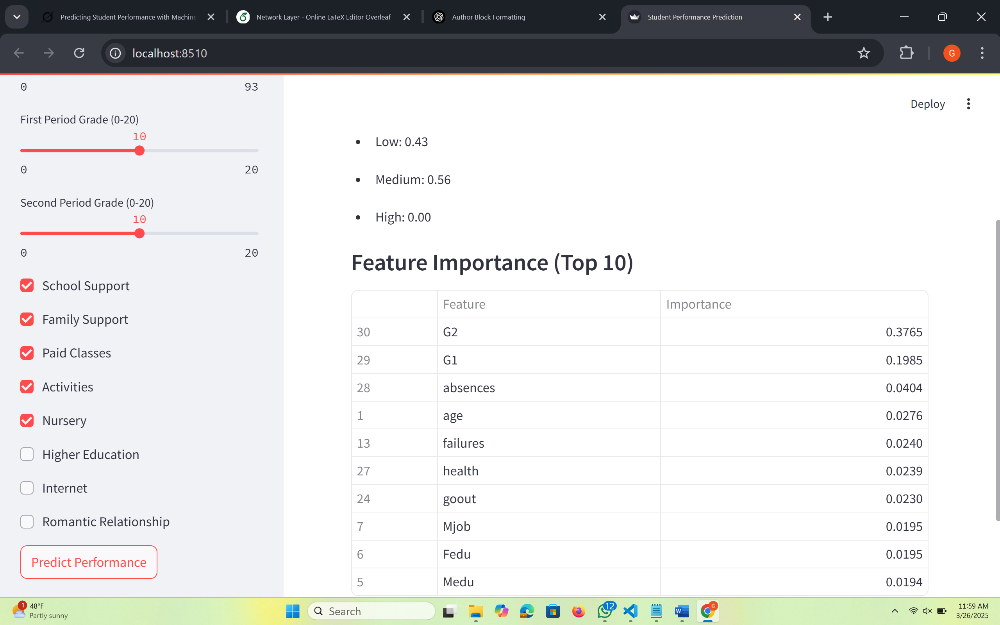 Predicting Student Performance with Machine
Network Layer - Online LaTeX Editor Overleaf
Author Block Formatting
Student Performance Prediction
localhost:8510
G
0 93
First Period Grade (0-20)
10
0 20
Second Period Grade (0-20)
10
0 20
School Support
Family Support
Paid Classes
Activities
Nursery
Higher Education
Internet
Romantic Relationship
Predict Performance
Deploy
• Low: 0.43
• Medium: 0.56
• High: 0.00
Feature Importance (Top 10)
Feature Importance
30 G2 0.3765
29 G1 0.1985
28 absences 0.0404
1 age 0.0276
13 failures 0.0240
27 health 0.0239
24 goout 0.0230
7 Mjob 0.0195
6 Fedu 0.0195
5 Medu 0.0194
1
48°F
Partly sunny
Search
12
W
G
11:59 AM
3/26/2025